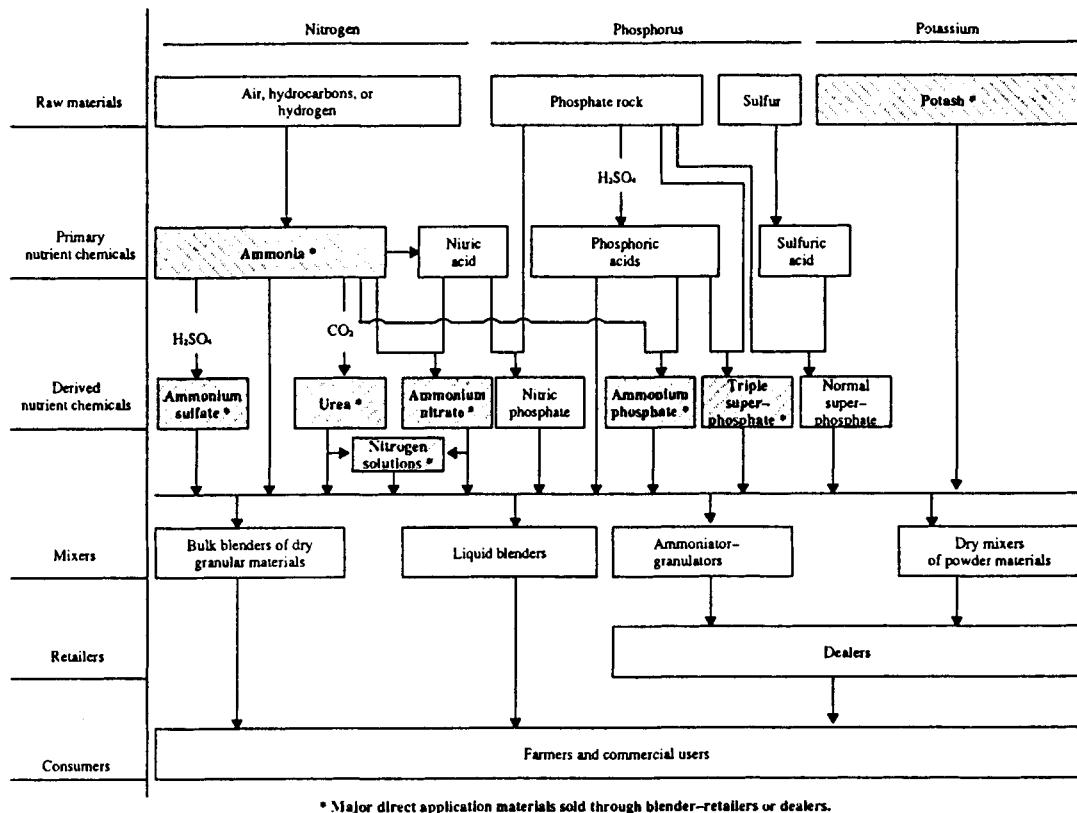 Nitrogen
Phosphorus
Potassium
Raw materials
Air, hydrocarbons, or
hydrogen
Phosphate rock
Sulfur
Potash *
H₂SO₄
Primary
nutrient chemicals
Ammonia *
Nitric
acid
Phosphoric
acids
Sulfuric
acid
H₂SO₄
CO₂
Derived
nutrient chemicals
Ammonium
sulfate *
Urea *
Ammonium
nitrate *
Nitric
phosphate
Ammonium
phosphate *
Triple
super-
phosphate *
Normal
super-
phosphate
Nitrogen
solutions *
Mixers
Bulk blenders of dry
granular materials
Liquid blenders
Ammoniator–
granulators
Dry mixers
of powder materials
Retailers
Dealers
Consumers
Farmers and commercial users
* Major direct application materials sold through blender–retailers or dealers.